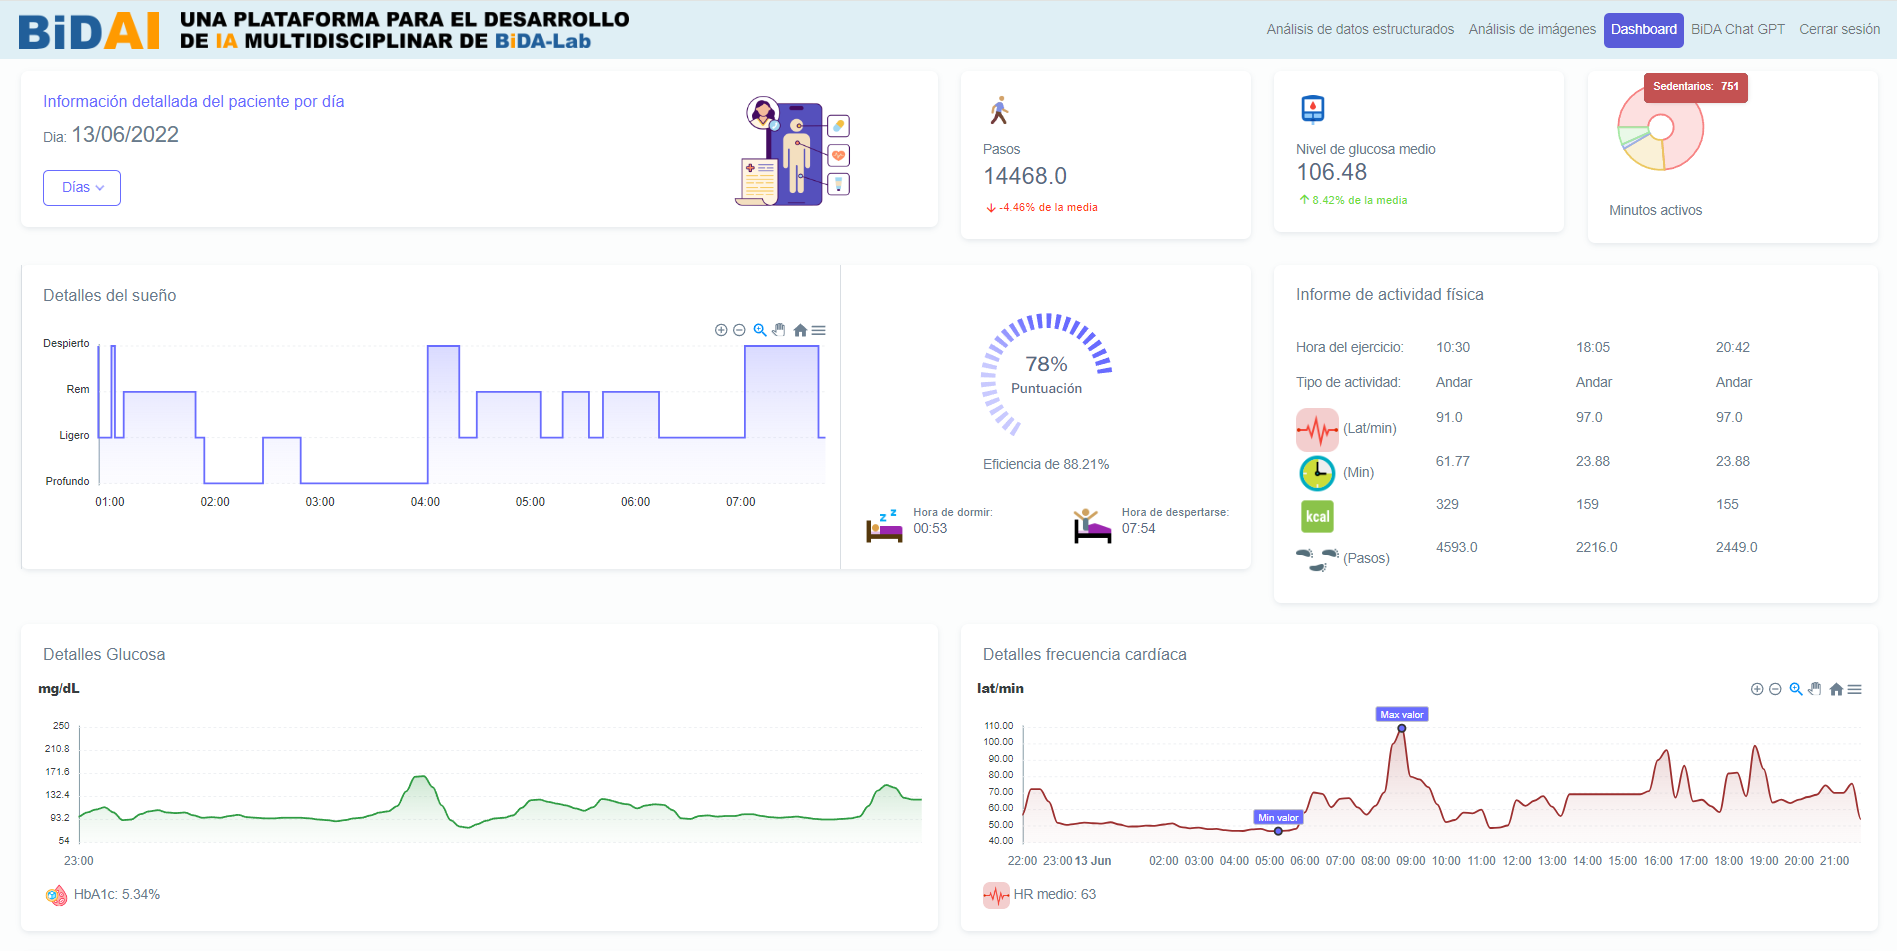 BiDAI
UNA PLATAFORMA PARA EL DESARROLLO
DE IA MULTIDISCIPLINAR DE BiDA-Lab
Análisis de datos estructurados Análisis de imágenes Dashboard BiDA Chat GPT Cerrar sesión
Información detallada del paciente por día
Dia: 13/06/2022
Días
Pasos
14468.0
-4.46% de la media
Nivel de glucosa medio
106.48
8.42% de la media
Sedentarios: 751
Minutos activos
Detalles del sueño
Despierto
Rem
Ligero
Profundo
01:00 02:00 03:00 04:00 05:00 06:00 07:00
78%
Puntuación
Eficiencia de 88.21%
z z
Hora de dormir:
00:53
Hora de despertarse:
07:54
Informe de actividad física
Hora del ejercicio: 10:30 18:05 20:42
Tipo de actividad: Andar Andar Andar
(Lat/min) 91.0 97.0 97.0
(Min) 61.77 23.88 23.88
kcal 329 159 155
(Pasos) 4593.0 2216.0 2449.0
Detalles Glucosa
mg/dL
250
210.8
171.6
132.4
93.2
54
23:00
HbA1c: 5.34%
Detalles frecuencia cardíaca
lat/min
Max valor
110.00
100.00
90.00
80.00
70.00
60.00
50.00
40.00
Min valor
22:00 23:00 13 Jun 02:00 03:00 04:00 05:00 06:00 07:00 08:00 09:00 10:00 11:00 12:00 13:00 14:00 15:00 16:00 17:00 18:00 19:00 20:00 21:00
HR medio: 63